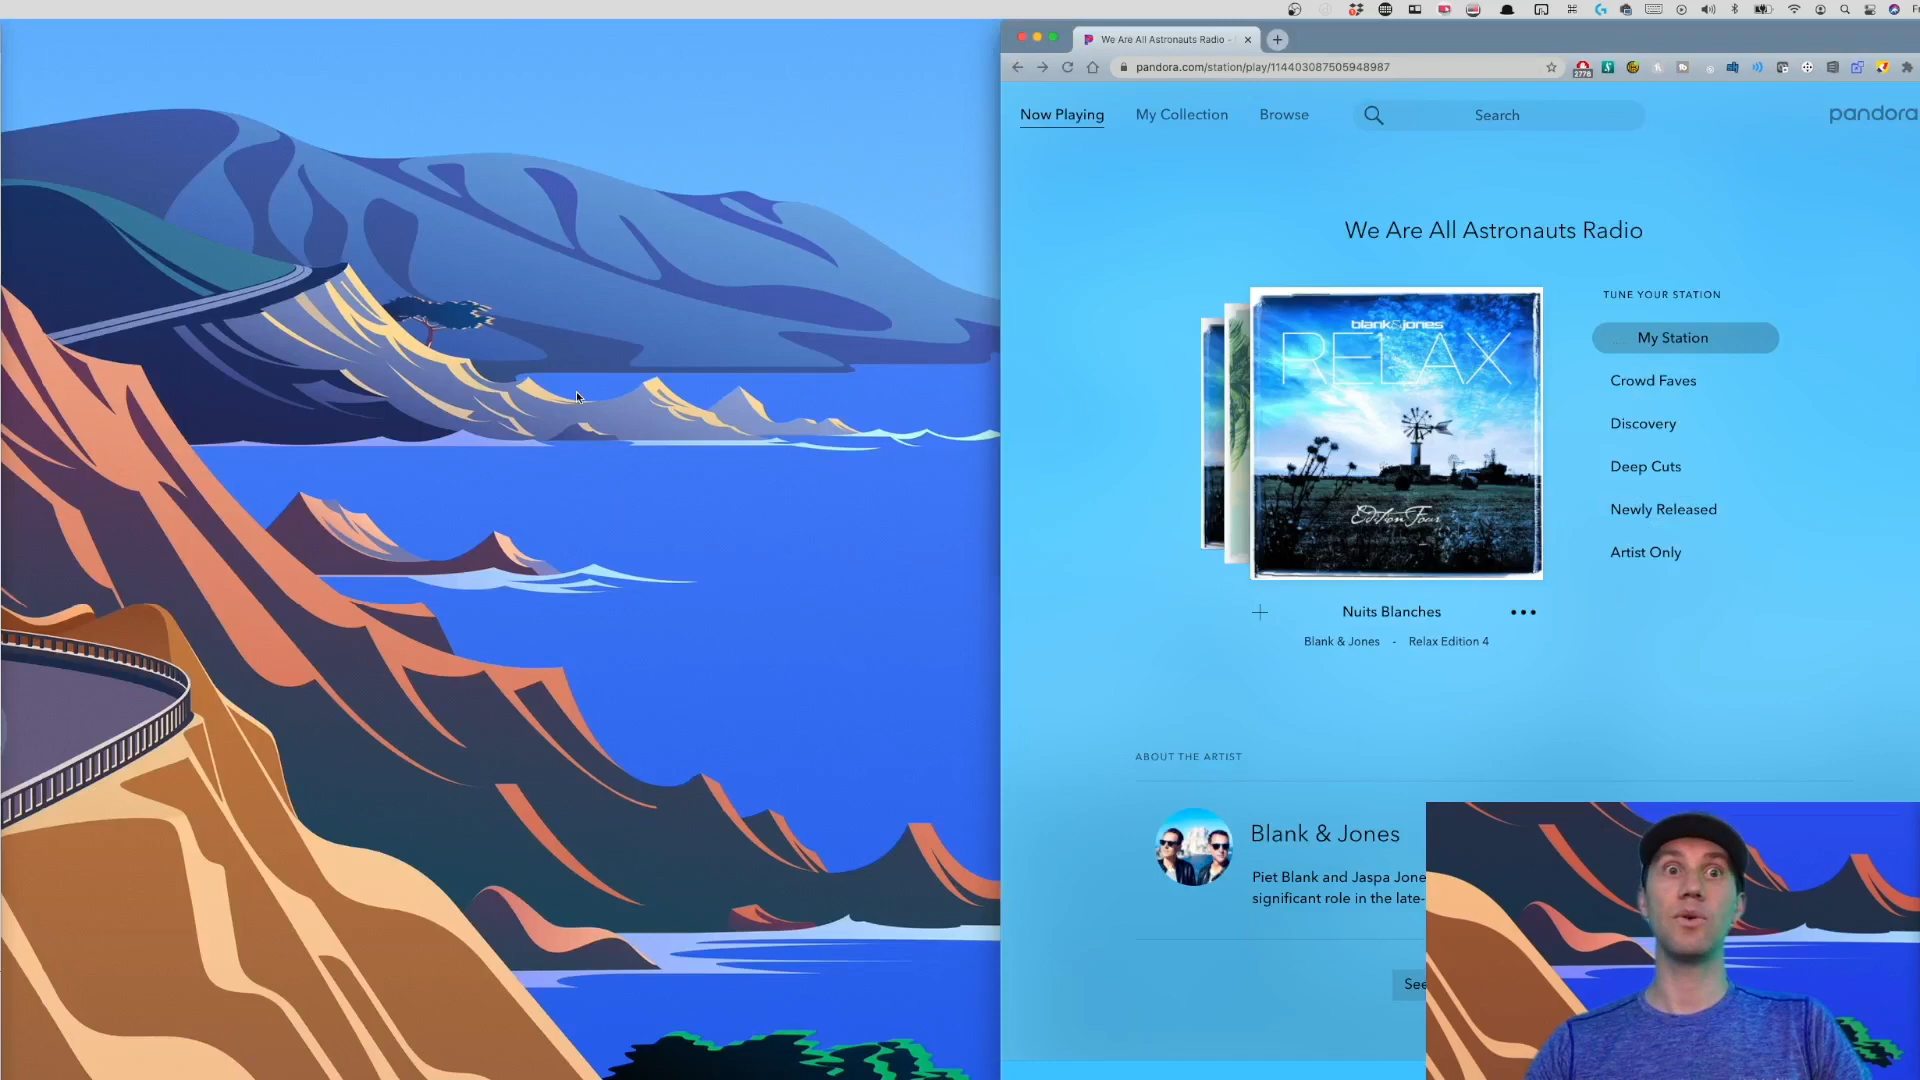 We Are All Astronauts Radio -
pandora.com/station/play/114403087505948987
2778
Now Playing
My Collection
Browse
Search
pandora
We Are All Astronauts Radio
blank&jones
RELAX
Edition Four
TUNE YOUR STATION
My Station
Crowd Faves
Discovery
Deep Cuts
Newly Released
Artist Only
Nuits Blanches
Blank & Jones - Relax Edition 4
ABOUT THE ARTIST
Blank & Jones
Piet Blank and Jaspa Jone
significant role in the late-
See